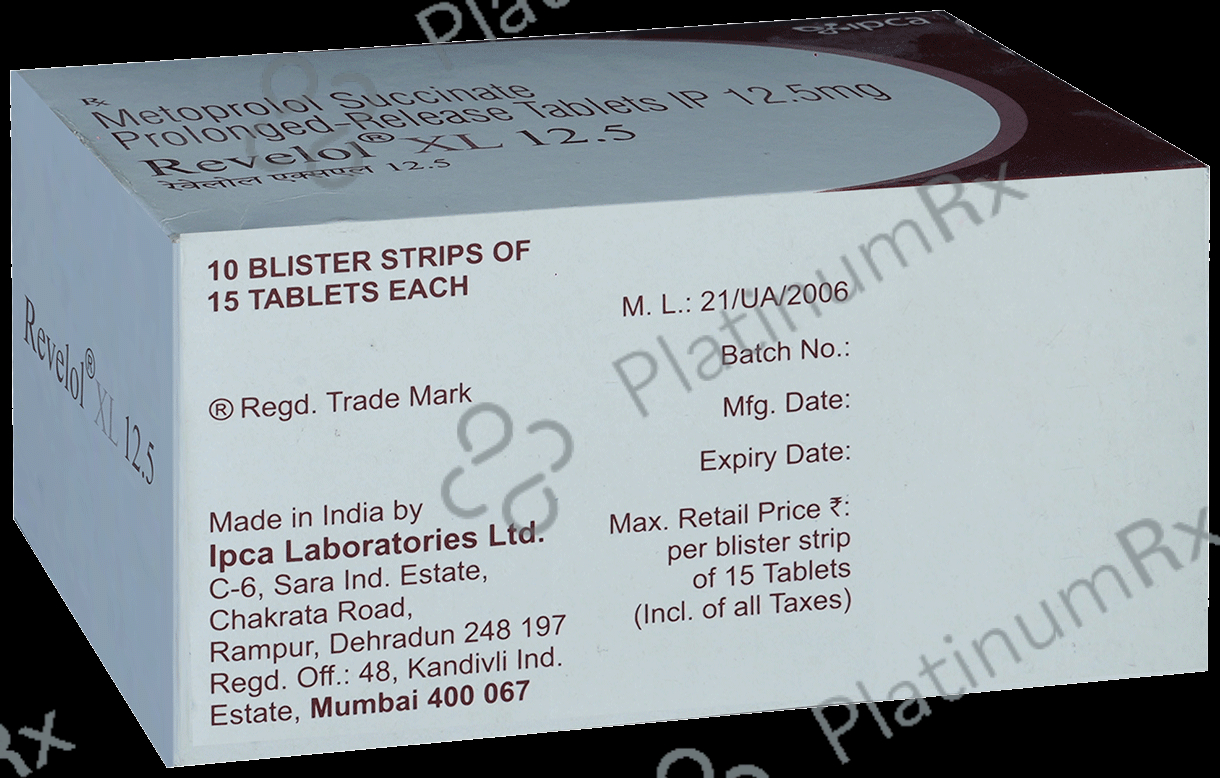 ipca
Rx
Metoprolol Succinate
Prolonged-Release Tablets IP 12.5mg
Revelol® XL 12.5
रेवेलोल एक्सएल 12.5
Revelol® XL 12.5
10 BLISTER STRIPS OF
15 TABLETS EACH
® Regd. Trade Mark
Made in India by
Ipca Laboratories Ltd.
C-6, Sara Ind. Estate,
Chakrata Road,
Rampur, Dehradun 248 197
Regd. Off.: 48, Kandivli Ind.
Estate, Mumbai 400 067
M. L.: 21/UA/2006
Batch No.:
Mfg. Date:
Expiry Date:
Max. Retail Price ₹:
per blister strip
of 15 Tablets
(Incl. of all Taxes)
PlatinumRx
PlatinumRx
Plat
Rx